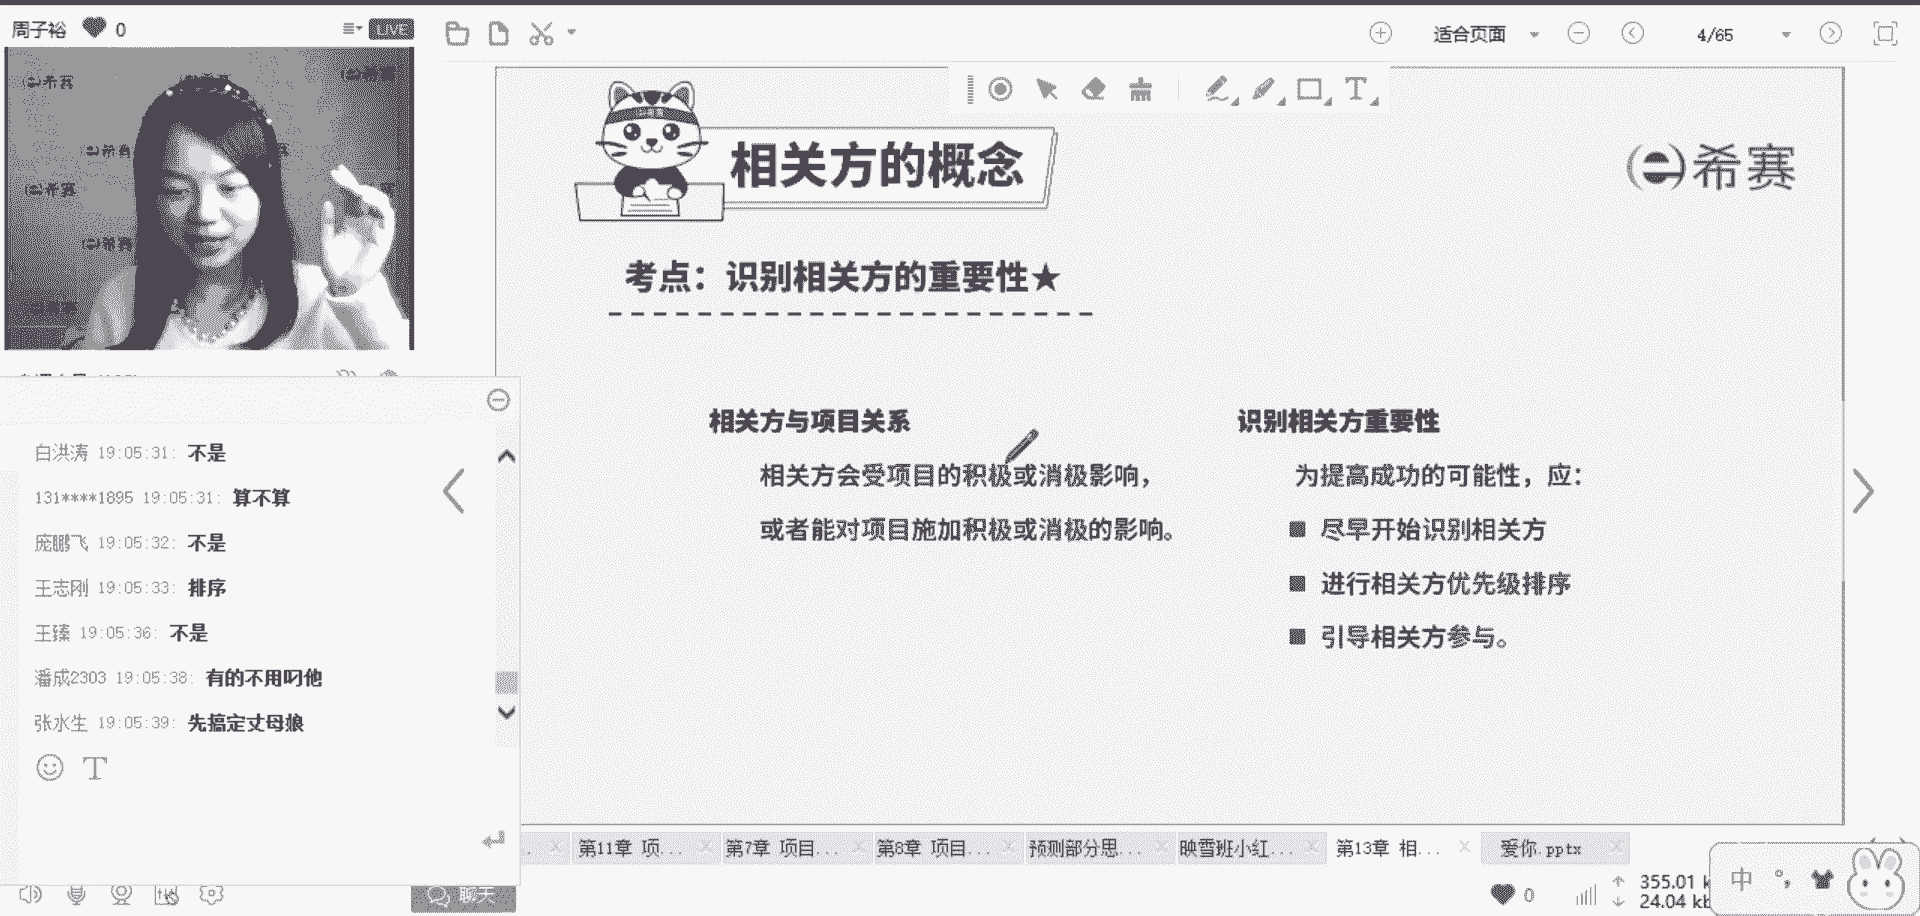 周子裕 0
LIVE
适合页面
4/65
相关方的概念
希赛
考点：识别相关方的重要性★
相关方与项目关系
相关方会受项目的积极或消极影响，
或者能对项目施加积极或消极的影响。
识别相关方重要性
为提高成功的可能性，应：
■ 尽早开始识别相关方
■ 进行相关方优先级排序
■ 引导相关方参与。
白洪涛 19:05:31: 不是
131****1895 19:05:31: 算不算
庞鹏飞 19:05:32: 不是
王志刚 19:05:33: 排序
王臻 19:05:36: 不是
潘成2303 19:05:38: 有的不用叼他
张水生 19:05:39: 先搞定丈母娘
聊天
第11章 项...
第7章 项目...
第8章 项目...
预测部分思...
映雪班小红...
第13章 相...
爱你.pptx
0
355.01 k
24.04 kb
中